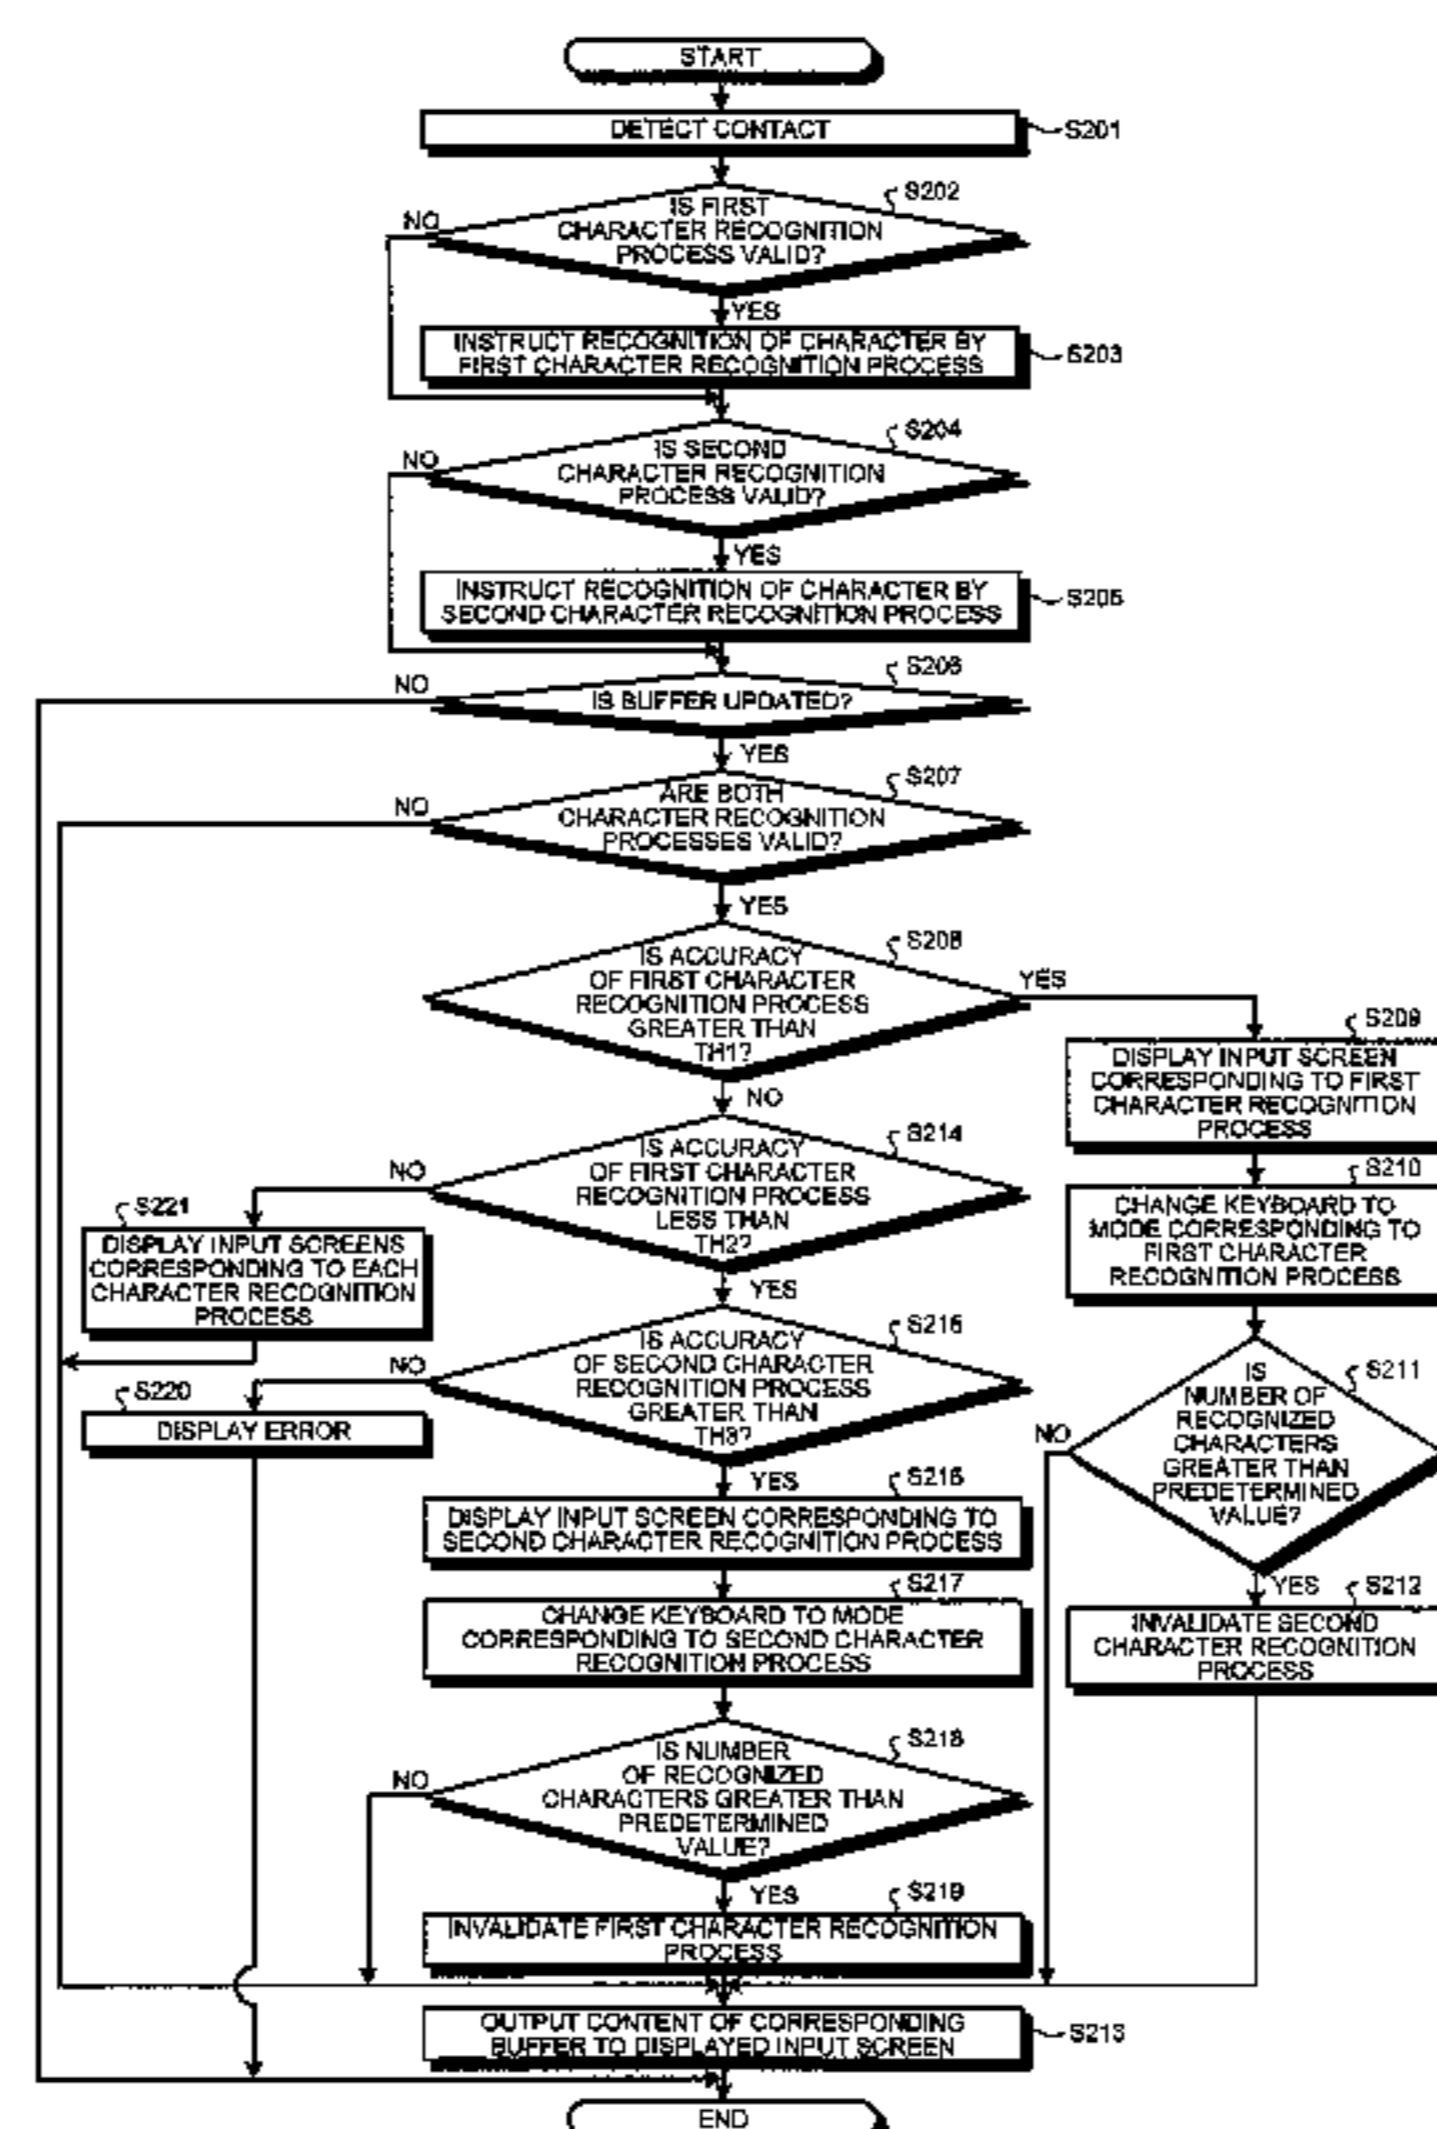 START
DETECT CONTACT
S201
S202
IS FIRST
CHARACTER RECOGNITION
PROCESS VALID?
NO
YES
INSTRUCT RECOGNITION OF CHARACTER BY
FIRST CHARACTER RECOGNITION PROCESS
S203
S204
IS SECOND
CHARACTER RECOGNITION
PROCESS VALID?
NO
YES
INSTRUCT RECOGNITION OF CHARACTER BY
SECOND CHARACTER RECOGNITION PROCESS
S205
S206
IS BUFFER UPDATED?
NO
YES
S207
ARE BOTH
CHARACTER RECOGNITION
PROCESSES VALID?
NO
YES
S208
IS ACCURACY
OF FIRST CHARACTER
RECOGNITION PROCESS
GREATER THAN
TH1?
YES
NO
S209
DISPLAY INPUT SCREEN
CORRESPONDING TO FIRST
CHARACTER RECOGNITION
PROCESS
S210
CHANGE KEYBOARD TO
MODE CORRESPONDING TO
FIRST CHARACTER
RECOGNITION PROCESS
S211
IS
NUMBER OF
RECOGNIZED
CHARACTERS
GREATER THAN
PREDETERMINED
VALUE?
NO
YES
S212
INVALIDATE SECOND
CHARACTER RECOGNITION
PROCESS
S214
IS ACCURACY
OF FIRST CHARACTER
RECOGNITION PROCESS
LESS THAN
TH2?
NO
YES
S221
DISPLAY INPUT SCREENS
CORRESPONDING TO EACH
CHARACTER RECOGNITION
PROCESS
S215
IS ACCURACY
OF SECOND CHARACTER
RECOGNITION PROCESS
GREATER THAN
TH3?
NO
YES
S220
DISPLAY ERROR
S216
DISPLAY INPUT SCREEN CORRESPONDING TO
SECOND CHARACTER RECOGNITION PROCESS
S217
CHANGE KEYBOARD TO MODE
CORRESPONDING TO SECOND CHARACTER
RECOGNITION PROCESS
S218
IS NUMBER
OF RECOGNIZED
CHARACTERS GREATER THAN
PREDETERMINED
VALUE?
NO
YES
S219
INVALIDATE FIRST CHARACTER RECOGNITION
PROCESS
OUTPUT CONTENT OF CORRESPONDING
BUFFER TO DISPLAYED INPUT SCREEN
S213
END